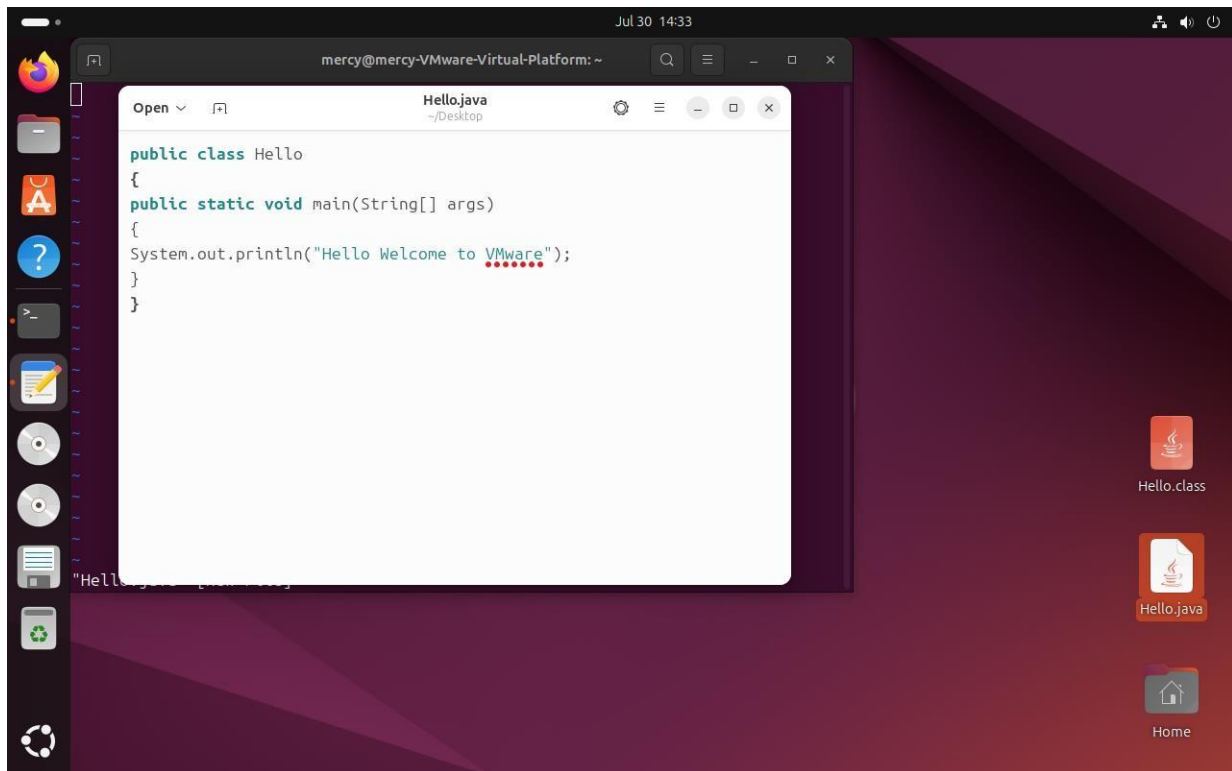 Jul 30 14:33
mercy@mercy-VMware-Virtual-Platform: ~
Open
Hello.java
~/Desktop
public class Hello
{
public static void main(String[] args)
{
System.out.println("Hello Welcome to VMware");
}
}
Hello.class
Hello.java
Home